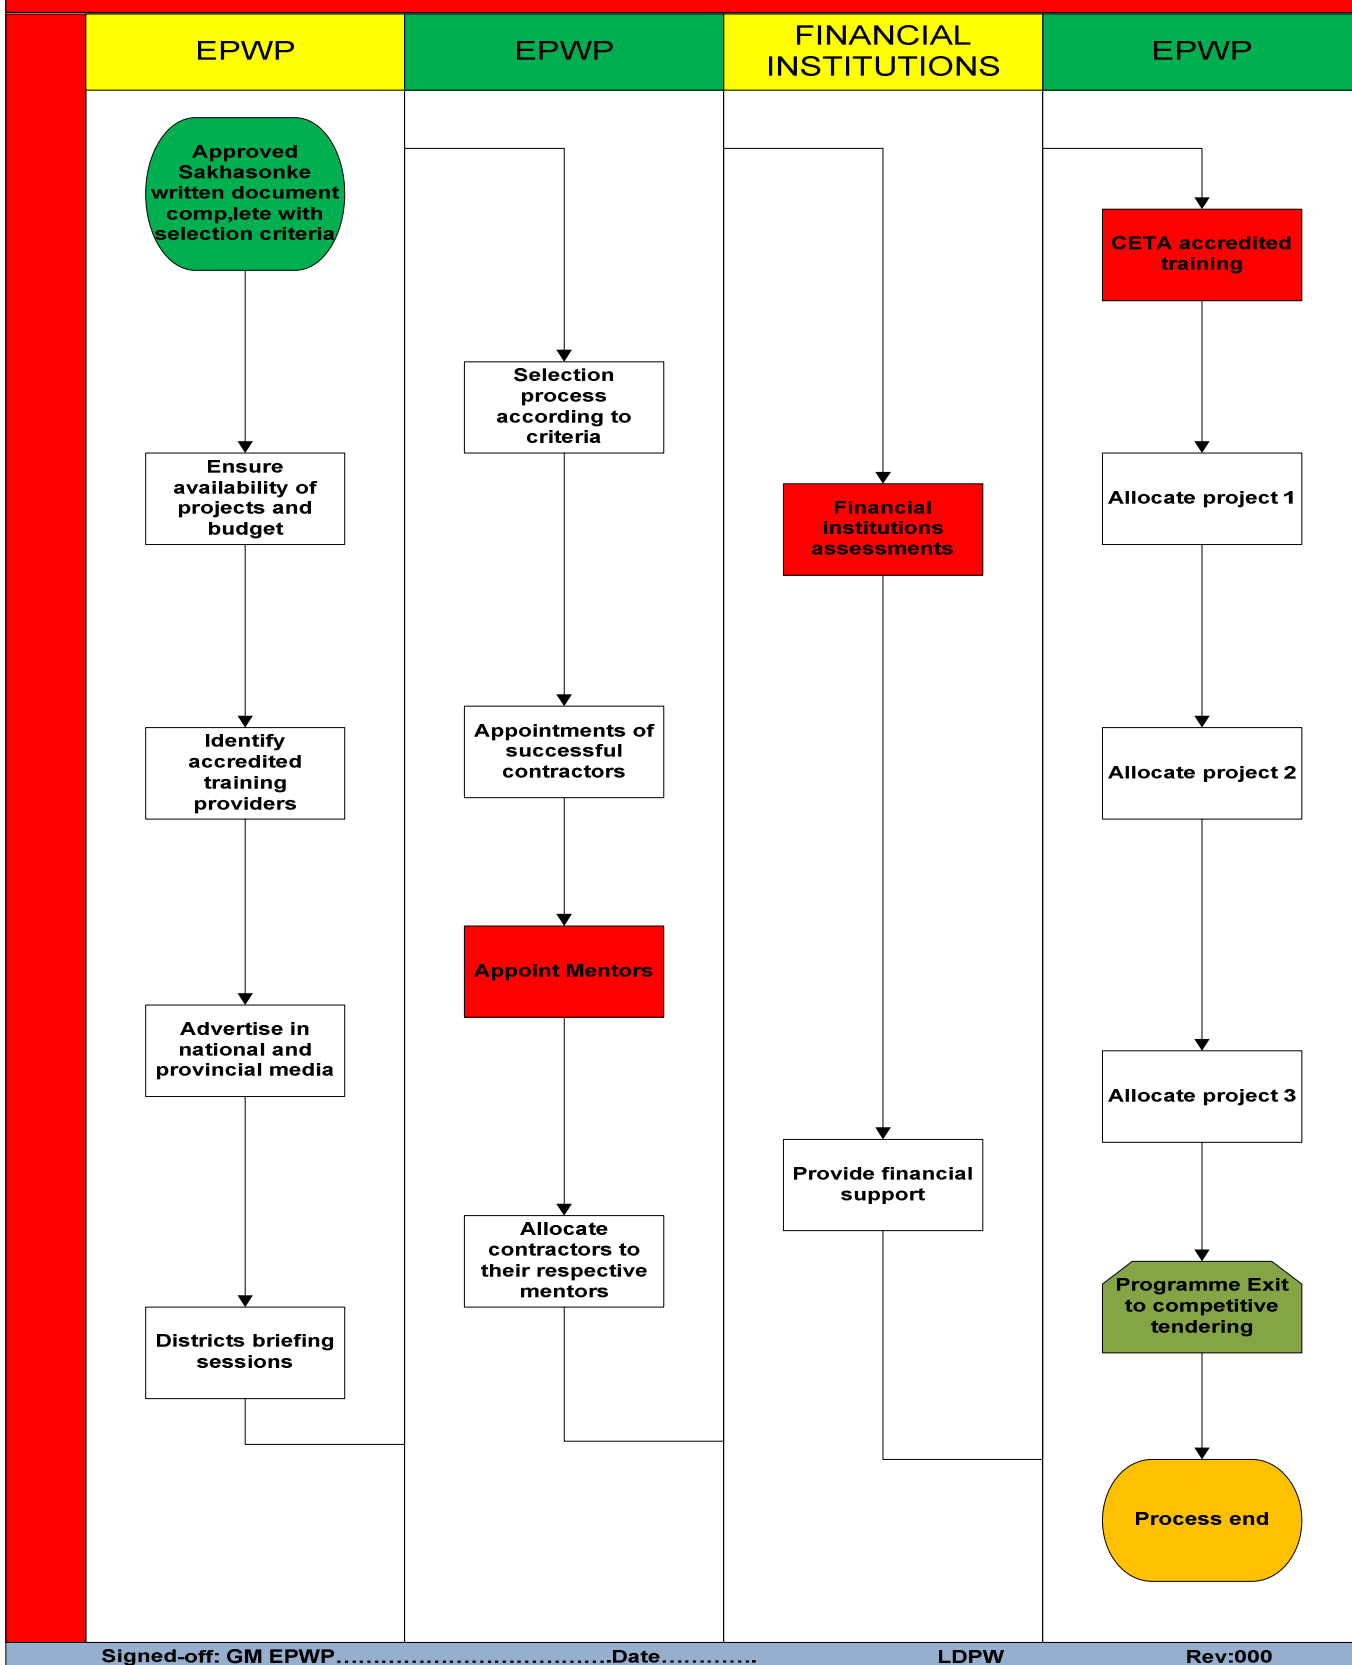 EPWP
EPWP
FINANCIAL
INSTITUTIONS
EPWP
Approved
Sakhasonke
written document
comp,lete with
selection criteria
Ensure
availability of
projects and
budget
Identify
accredited
training
providers
Advertise in
national and
provincial media
Districts briefing
sessions
Selection
process
according to
criteria
Appointments of
successful
contractors
Appoint Mentors
Allocate
contractors to
their respective
mentors
Financial
institutions
assessments
Provide financial
support
CETA accredited
training
Allocate project 1
Allocate project 2
Allocate project 3
Programme Exit
to competitive
tendering
Process end
Signed-off: GM EPWP....................................Date............. LDPW Rev:000